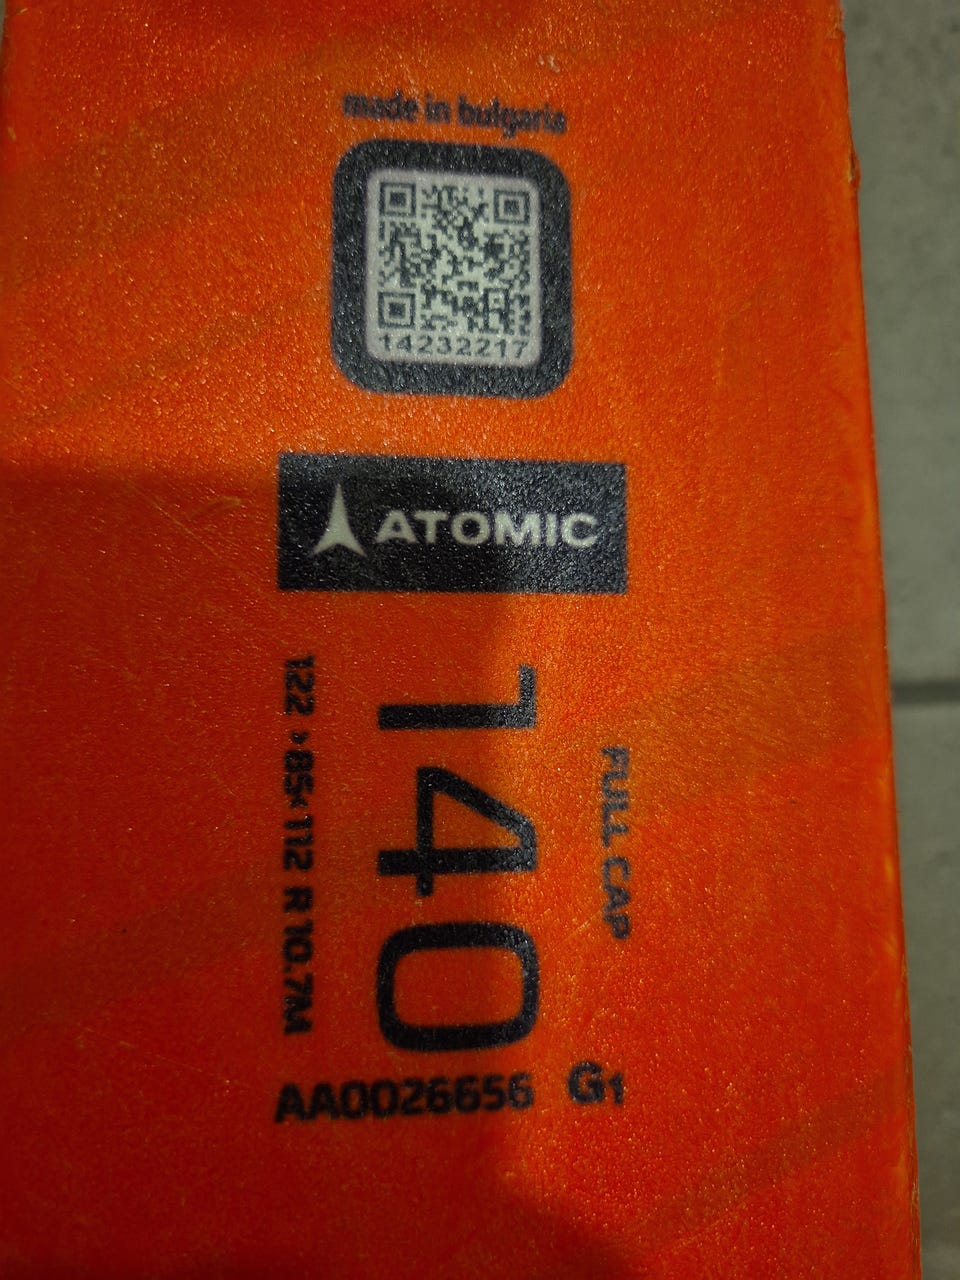 made in bulgaria
14232217
ATOMIC
FULL CAP
140
122 >85< 112 R 10.7M
AA0026656 G1